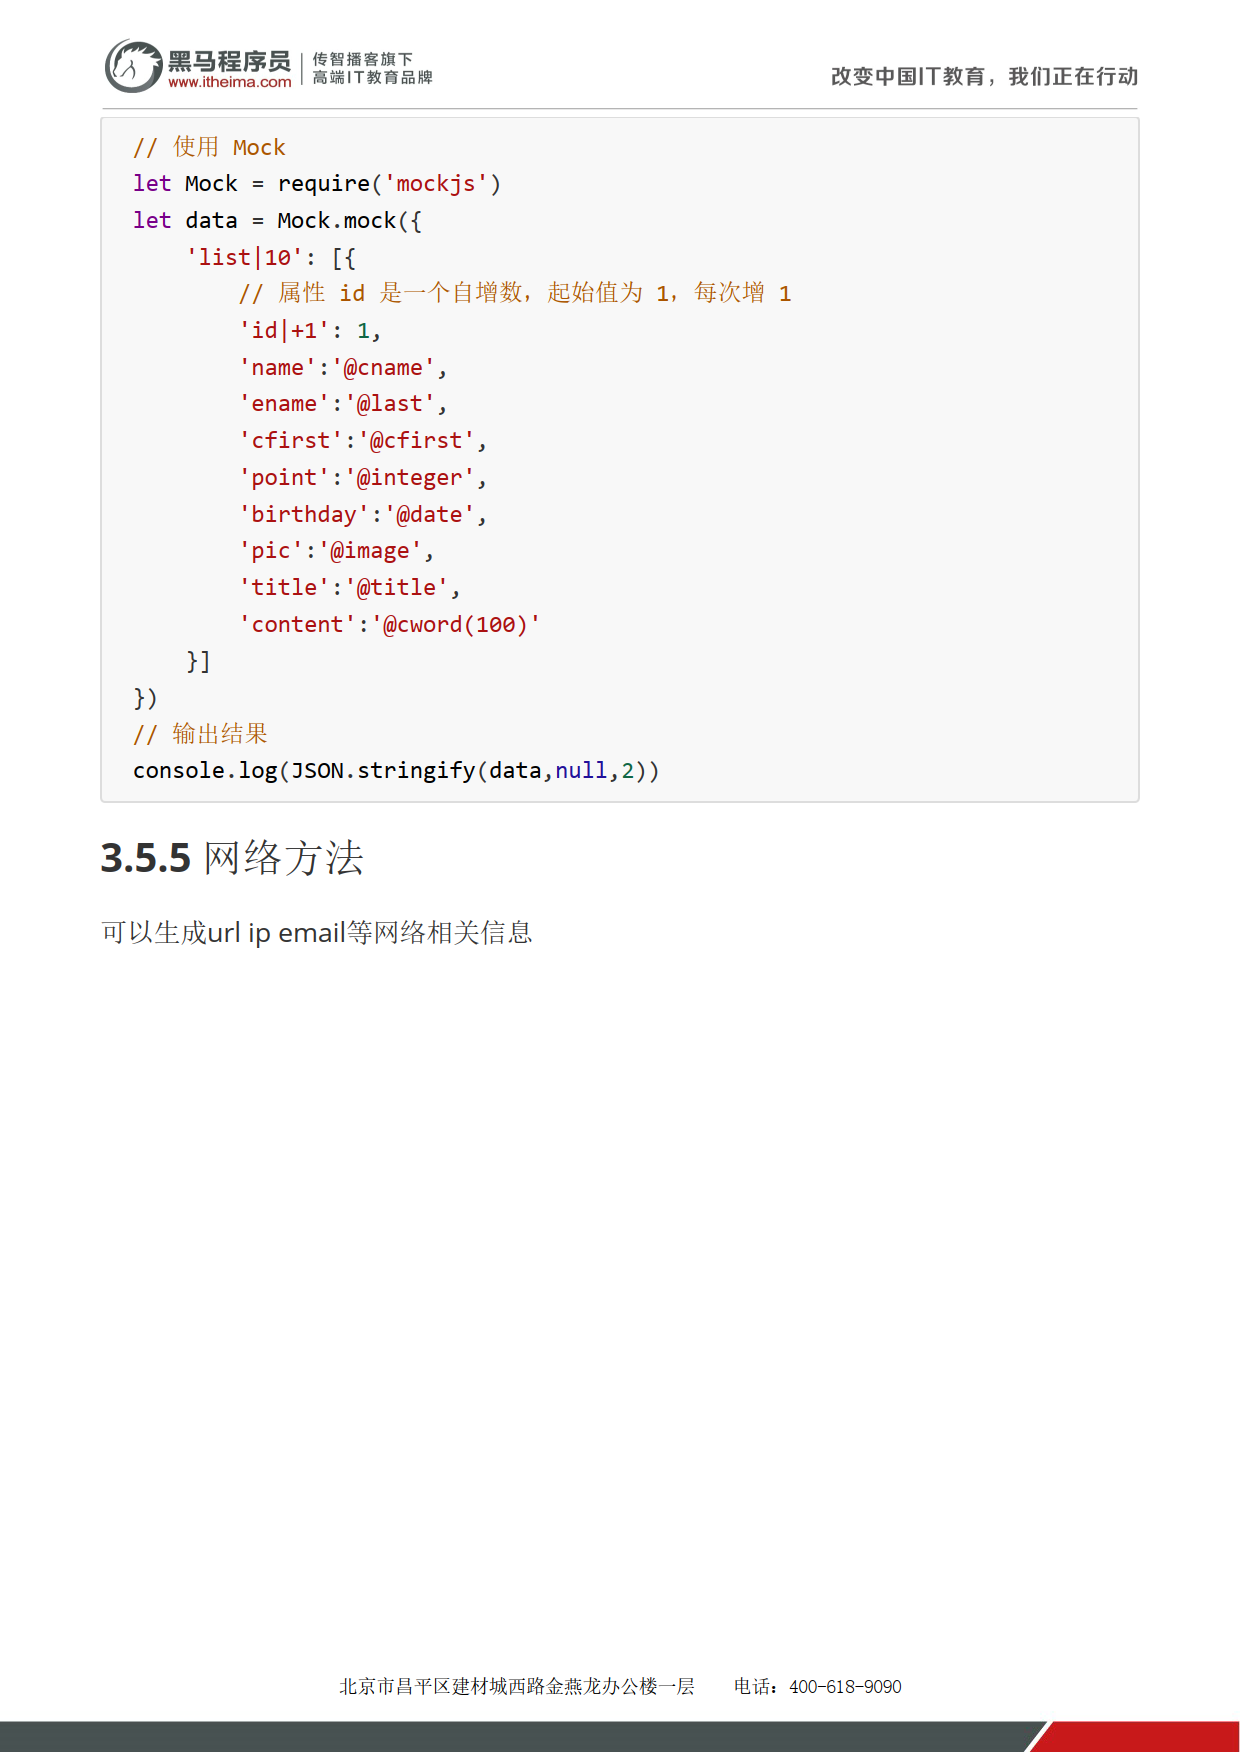 黑马程序员
www.itheima.com
传智播客旗下
高端IT教育品牌
改变中国IT教育，我们正在行动
// 使用 Mock
let Mock = require('mockjs')
let data = Mock.mock({
    'list|10': [{
        // 属性 id 是一个自增数，起始值为 1，每次增 1
        'id|+1': 1,
        'name':'@cname',
        'ename':'@last',
        'cfirst':'@cfirst',
        'point':'@integer',
        'birthday':'@date',
        'pic':'@image',
        'title':'@title',
        'content':'@cword(100)'
    }]
})
// 输出结果
console.log(JSON.stringify(data,null,2))
3.5.5 网络方法
可以生成url ip email等网络相关信息
北京市昌平区建材城西路金燕龙办公楼一层 电话：400-618-9090